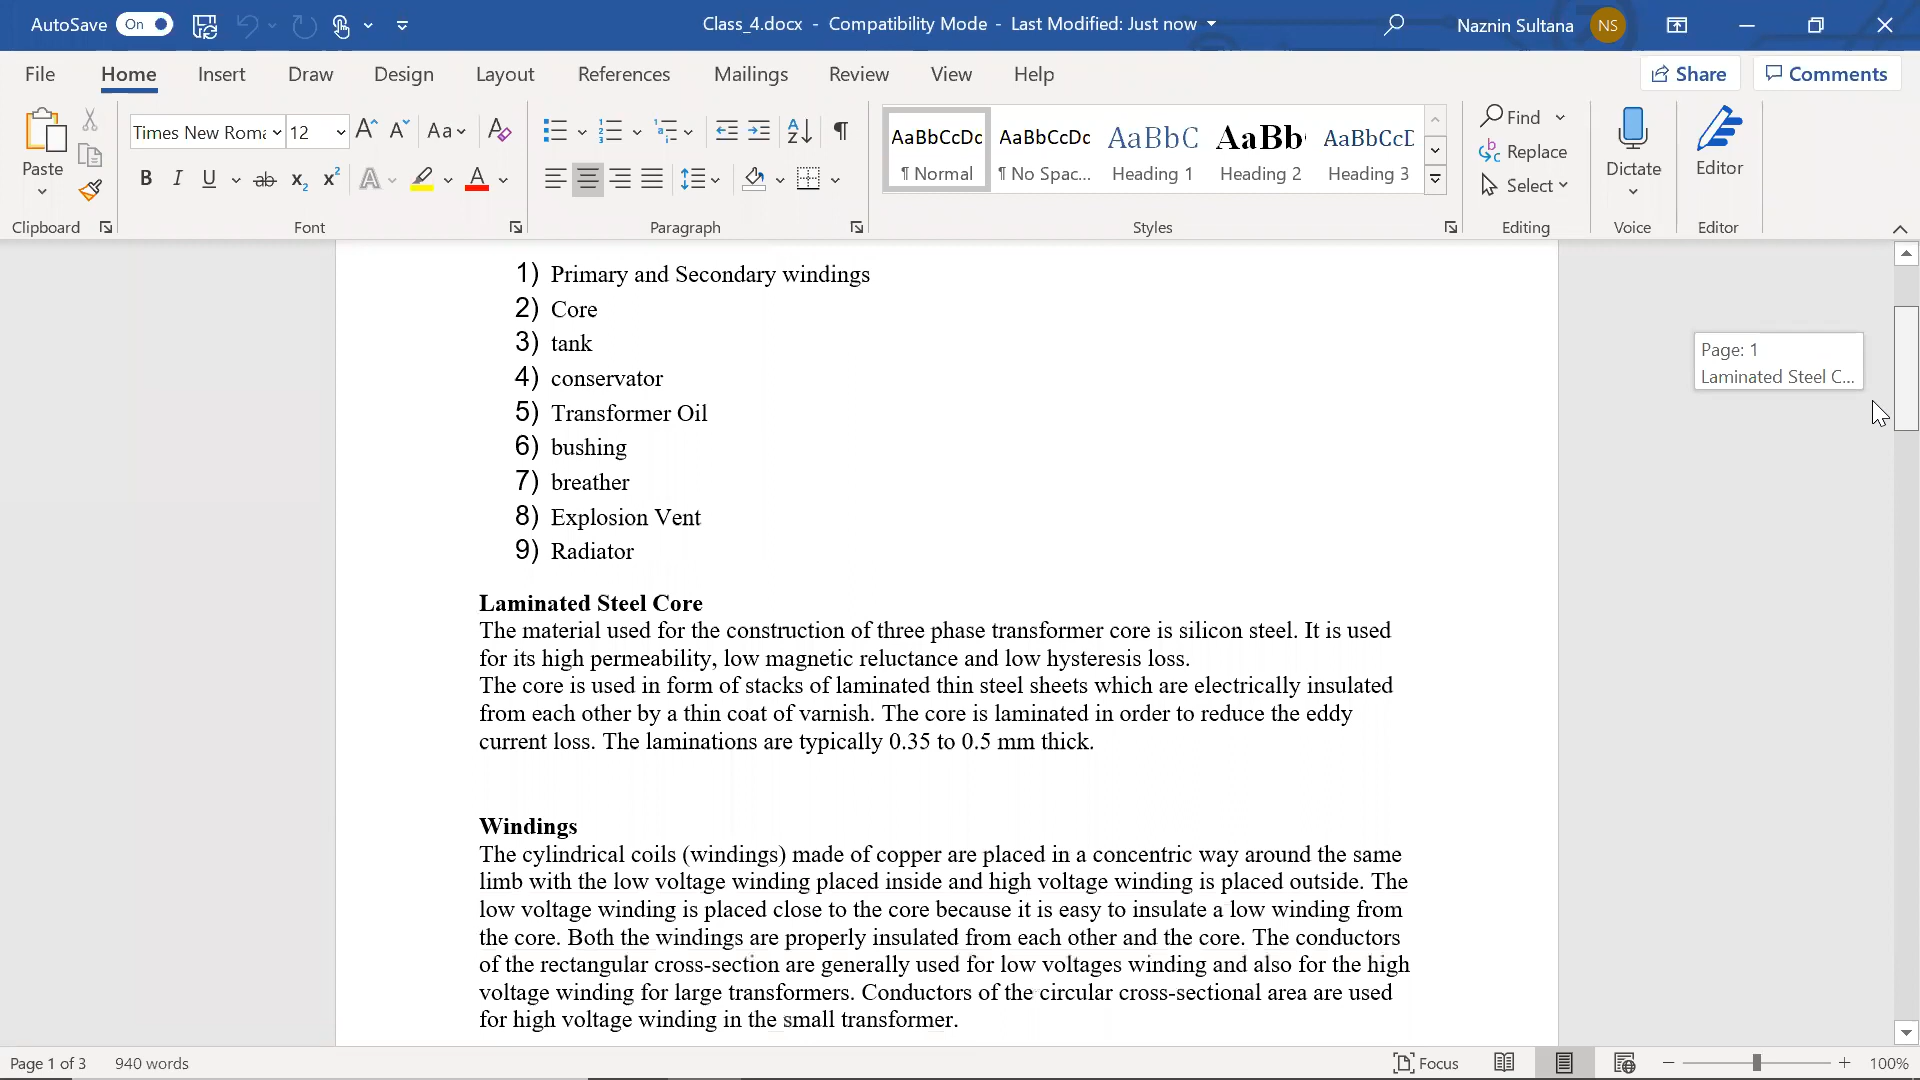 AutoSave On Class_4.docx - Compatibility Mode - Last Modified: Just now Naznin Sultana NS
File Home Insert Draw Design Layout References Mailings Review View Help Share Comments
Paste Times New Roma 12 Aa AaBbCcDc AaBbCcDc AaBbC AaBb AaBbCcD Find Replace Select Dictate Editor
B I U ab x₂ x² A A ¶ Normal ¶ No Spac... Heading 1 Heading 2 Heading 3
Clipboard Font Paragraph Styles Editing Voice Editor
1) Primary and Secondary windings
2) Core
3) tank
4) conservator
5) Transformer Oil
6) bushing
7) breather
8) Explosion Vent
9) Radiator
Page: 1
Laminated Steel C...
Laminated Steel Core
The material used for the construction of three phase transformer core is silicon steel. It is used
for its high permeability, low magnetic reluctance and low hysteresis loss.
The core is used in form of stacks of laminated thin steel sheets which are electrically insulated
from each other by a thin coat of varnish. The core is laminated in order to reduce the eddy
current loss. The laminations are typically 0.35 to 0.5 mm thick.
Windings
The cylindrical coils (windings) made of copper are placed in a concentric way around the same
limb with the low voltage winding placed inside and high voltage winding is placed outside. The
low voltage winding is placed close to the core because it is easy to insulate a low winding from
the core. Both the windings are properly insulated from each other and the core. The conductors
of the rectangular cross-section are generally used for low voltages winding and also for the high
voltage winding for large transformers. Conductors of the circular cross-sectional area are used
for high voltage winding in the small transformer.
Page 1 of 3 940 words Focus 100%